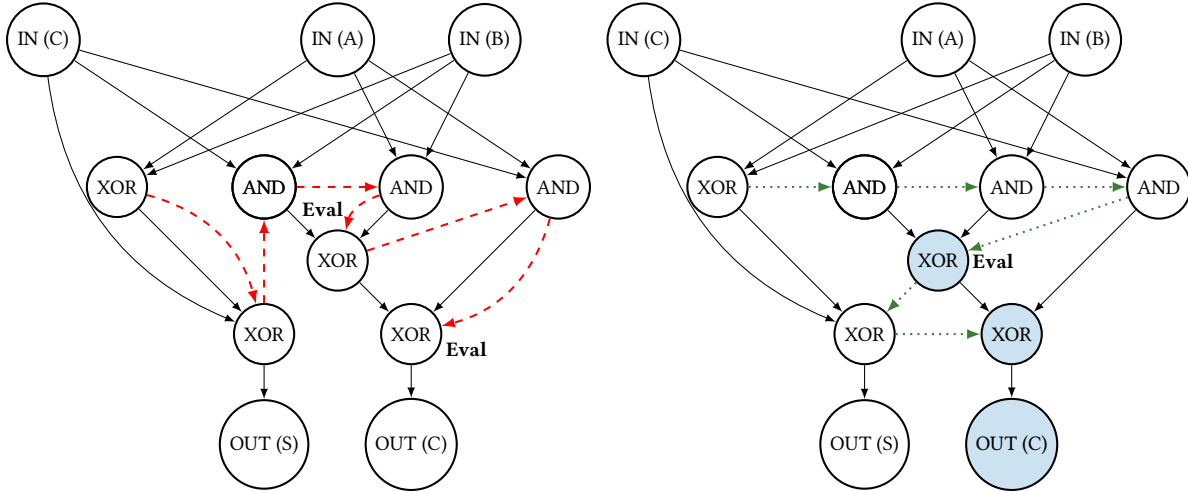 IN (C)
IN (A)
IN (B)
XOR
AND
AND
AND
Eval
XOR
XOR
XOR
Eval
OUT (S)
OUT (C)
IN (C)
IN (A)
IN (B)
XOR
AND
AND
AND
XOR
Eval
XOR
XOR
OUT (S)
OUT (C)